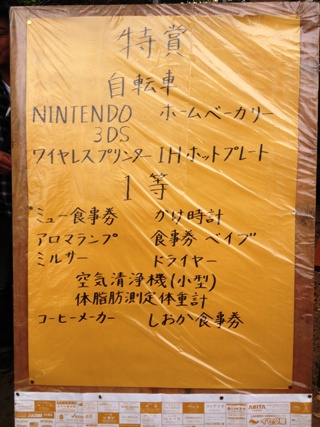 特賞
自転車
NINTENDO 3DS
ホームベーカリー
ワイヤレスプリンター
IHホットプレート
1等
ミュー食事券
かけ時計
アロマランプ
食事券 ベイブ
ミルサー
ドライヤー
空気清浄機(小型)
体脂肪測定体重計
コーヒーメーカー
しおか食事券